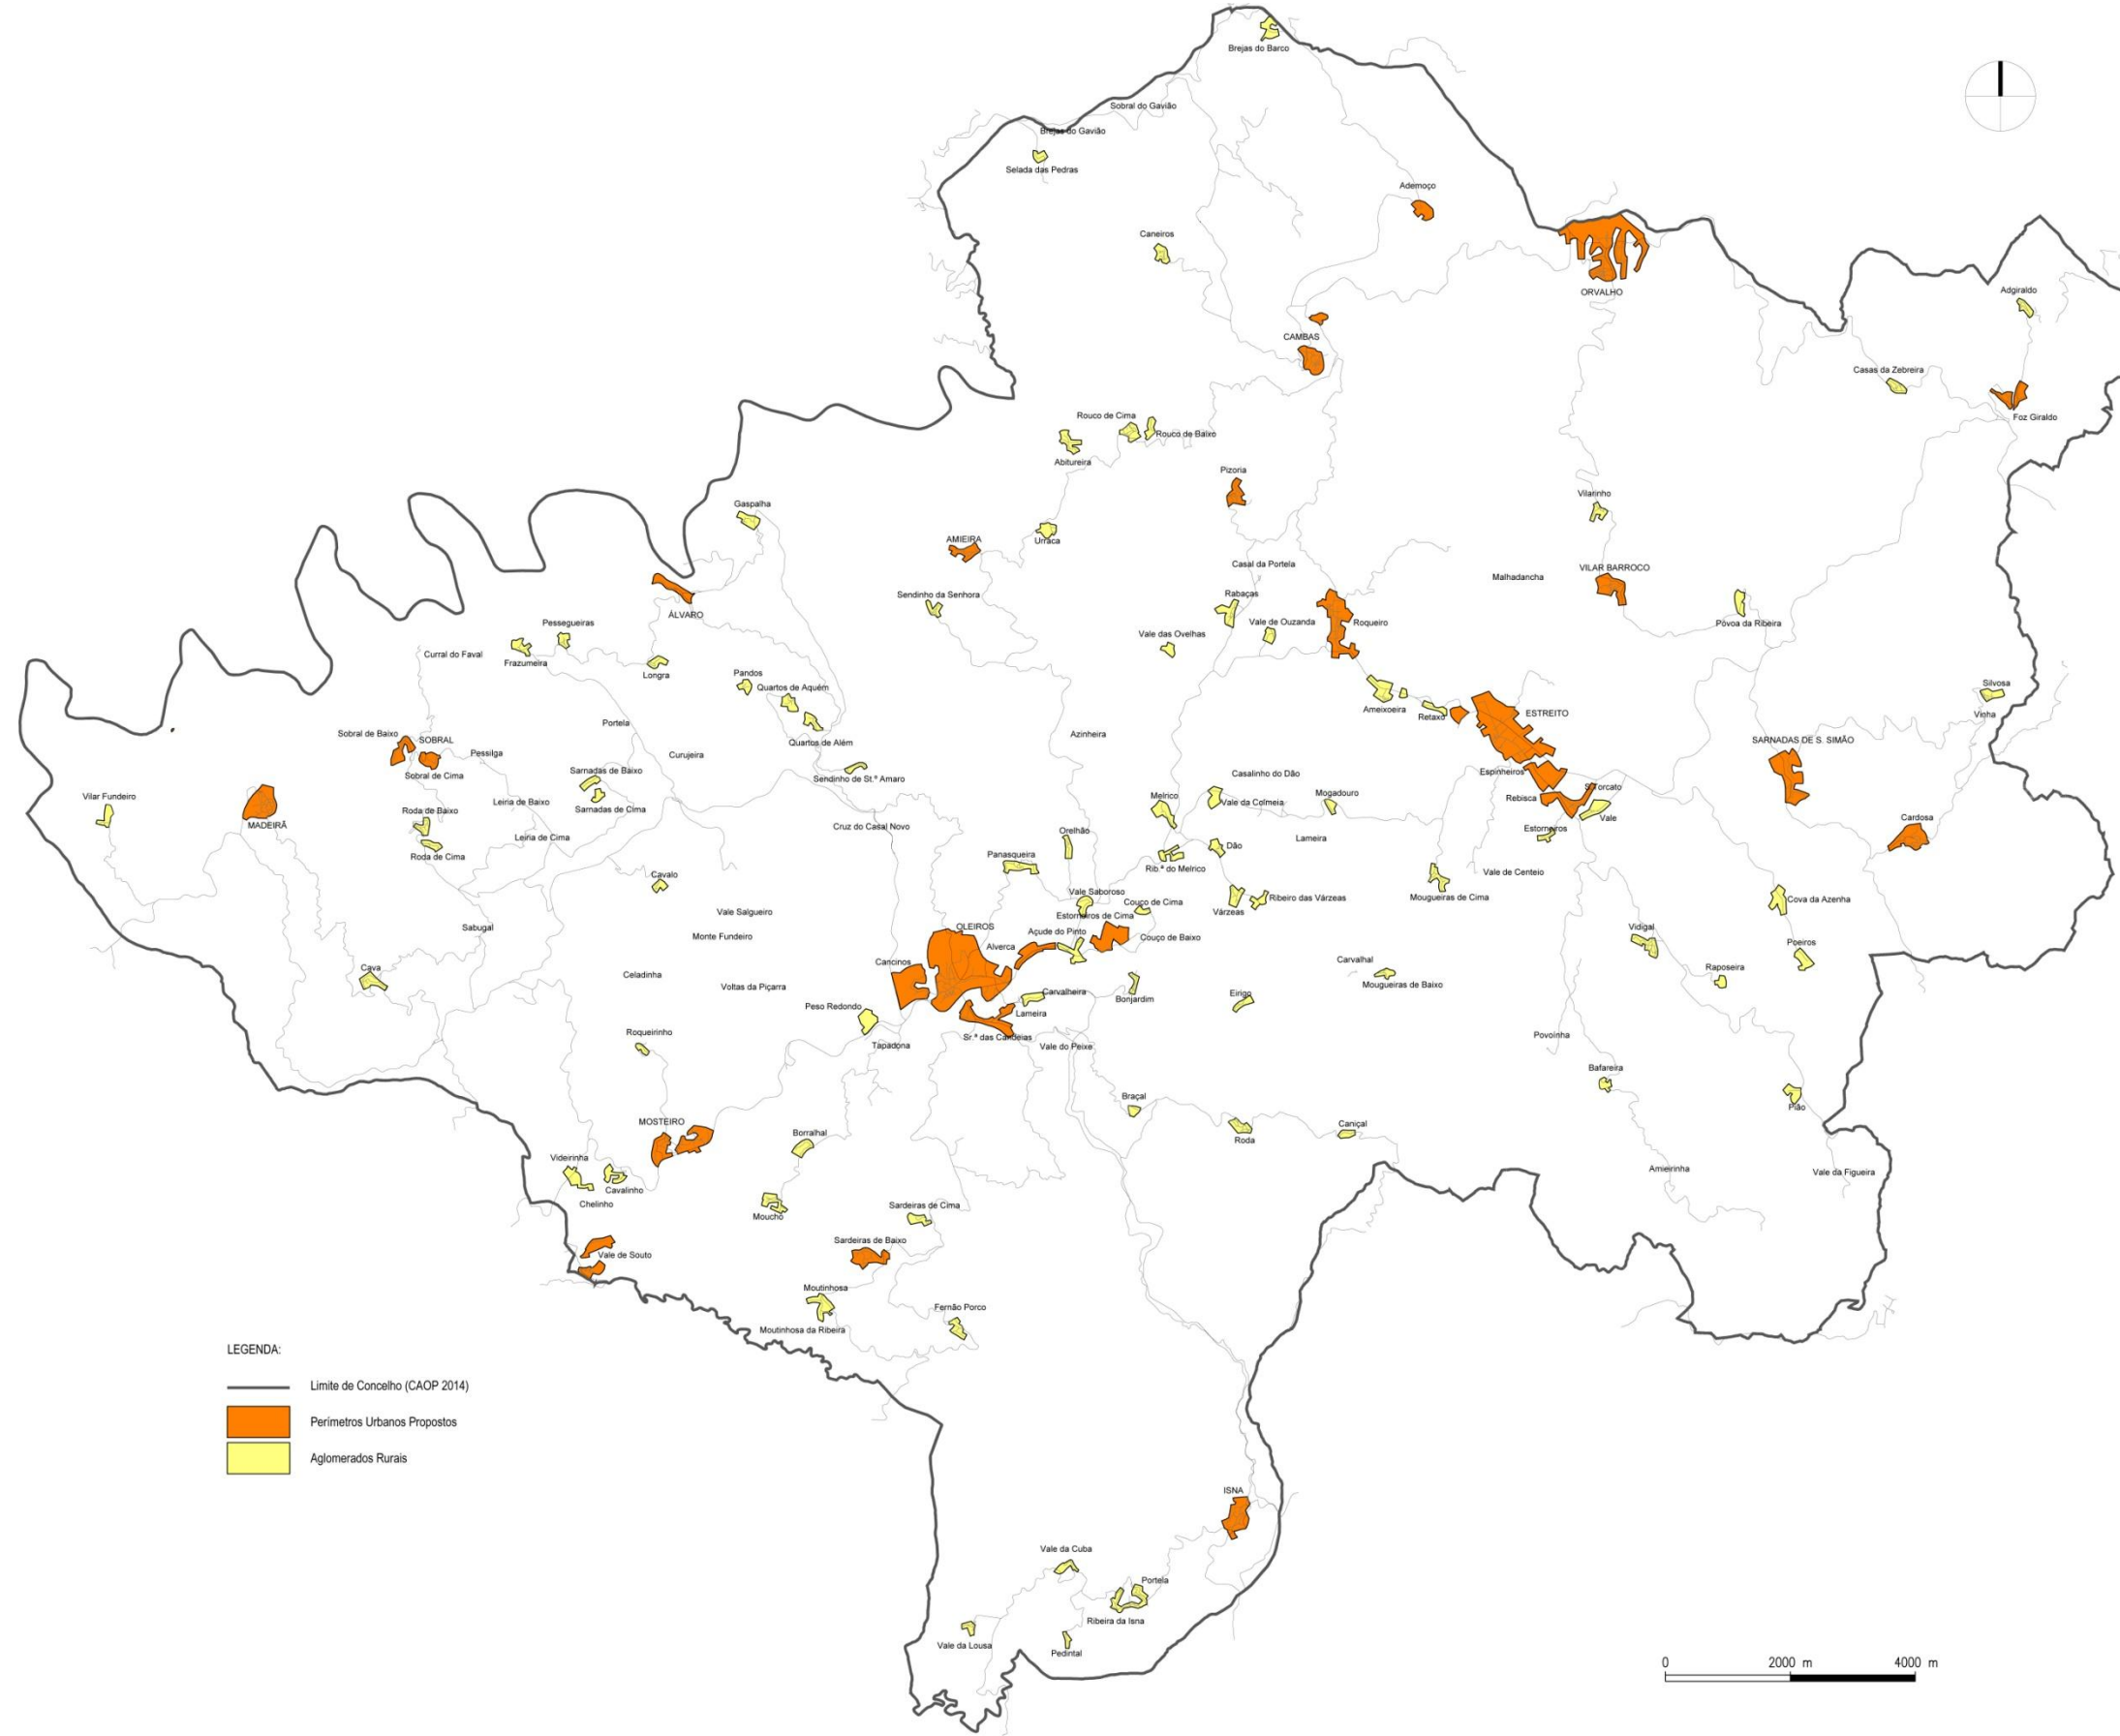 Brejas do Barco
Sobral do Gavião
Brejas do Gavião
Selada das Pedras
Ademoço
Caneiros
ORVALHO
Adgiraldo
CAMBAS
Casas da Zebreira
Foz Giraldo
Rouco de Cima
Rouco de Baixo
Abitureira
Pizoria
Vilarinho
Gaspalha
AMIEIRA
Urraca
Casal da Portela
Malhadancha
VILAR BARROCO
Sendinho da Senhora
Rabaças
ÁLVARO
Pessegueiras
Vale de Ouzanda
Roqueiro
Póvoa da Ribeira
Vale das Ovelhas
Curral do Faval
Frazumeira
Longra
Pandos
Quartos de Aquém
Silvosa
Ameixoeira
Retaxo
ESTREITO
Vinha
Portela
Sobral de Baixo
SOBRAL
Azinheira
Quartos de Além
SARNADAS DE S. SIMÃO
Pessilga
Curujeira
Sobral de Cima
Sarnadas de Baixo
Sendinho de St.º Amaro
Casalinho do Dão
Espinheiros
S.Torcato
Vilar Fundeiro
Melrico
Mogadouro
Rebisca
Leiria de Baixo
Vale da Colmeia
Roda de Baixo
Sarnadas de Cima
Vale
Cardosa
MADEIRÃ
Cruz do Casal Novo
Orelhão
Estorneiros
Leiria de Cima
Lameira
Dão
Roda de Cima
Panasqueira
Rib.ª do Melrico
Cavalo
Vale de Centeio
Vale Saboroso
Couço de Cima
Ribeiro das Várzeas
Mougueiras de Cima
Cova da Azenha
Vale Salgueiro
Várzeas
Estorneiros de Cima
Sabugal
OLEIROS
Vidigal
Açude do Pinto
Monte Fundeiro
Couço de Baixo
Alverca
Poeiros
Cancinos
Carvalhal
Cava
Raposeira
Celadinha
Mougueiras de Baixo
Voltas da Piçarra
Carvalheira
Bonjardim
Eirigo
Peso Redondo
Lameira
Roqueirinho
Sr.ª das Candeias
Povoinha
Tapadona
Vale do Peixe
Bafareira
Braçal
Pião
MOSTEIRO
Borralhal
Caniçal
Roda
Videirinha
Amieirinha
Vale da Figueira
Cavalinho
Chelinho
Moucho
Sardeiras de Cima
Sardeiras de Baixo
Vale de Souto
Moutinhosa
Fernão Porco
Moutinhosa da Ribeira
LEGENDA:
Limite de Concelho (CAOP 2014)
Perímetros Urbanos Propostos
Aglomerados Rurais
ISNA
Vale da Cuba
Portela
Ribeira da Isna
Vale da Lousa
Pedintal
0 2000 m 4000 m